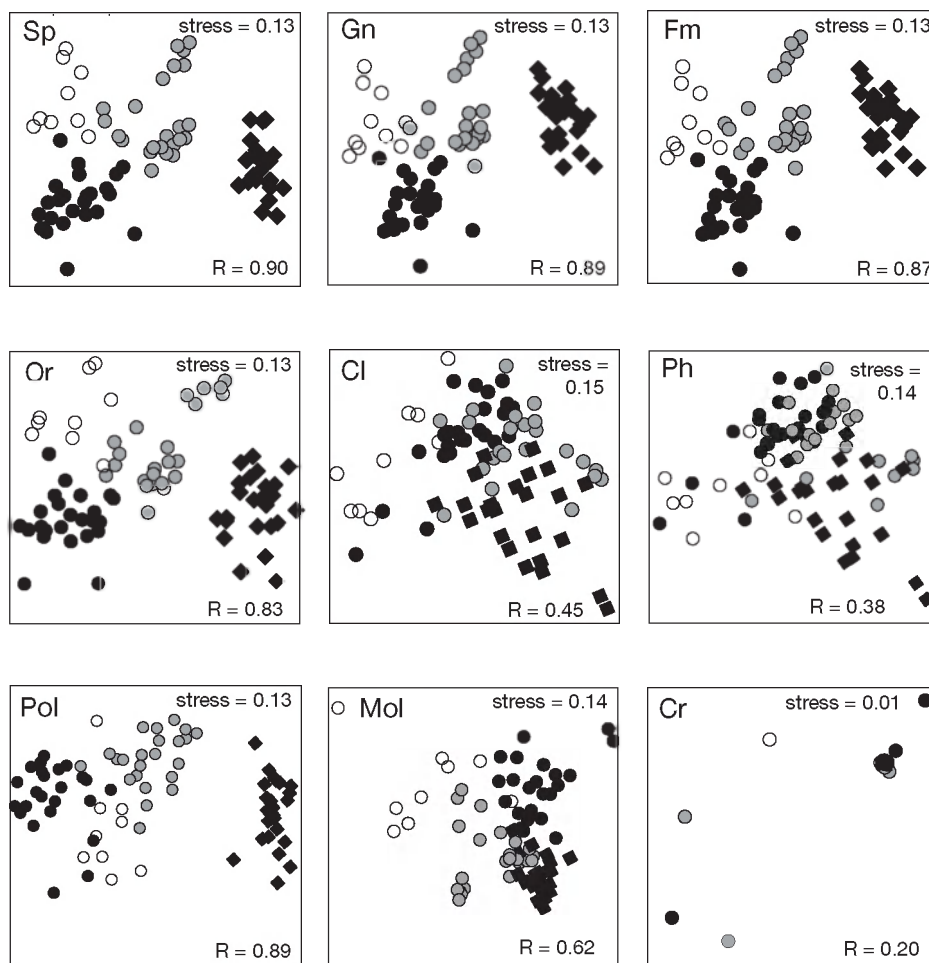 Sp stress = 0.13
R = 0.90
Gn stress = 0.13
R = 0.89
Fm stress = 0.13
R = 0.87
Or stress = 0.13
R = 0.83
Cl stress =
0.15
R = 0.45
Ph stress =
0.14
R = 0.38
Pol stress = 0.13
R = 0.89
Mol stress = 0.14
R = 0.62
Cr stress = 0.01
R = 0.20